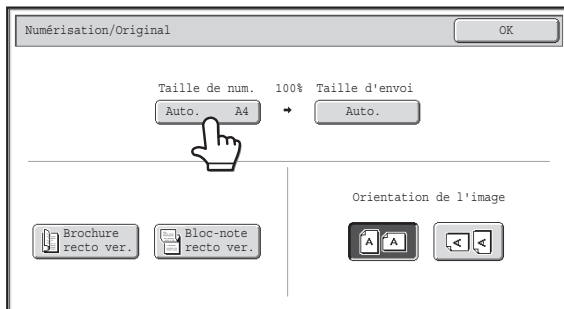 Numérisation/Original
OK
Taille de num. 100% Taille d'envoi
Auto. A4 Auto.
Orientation de l'image
Brochure
recto ver.
Bloc-note
recto ver.
A A A A